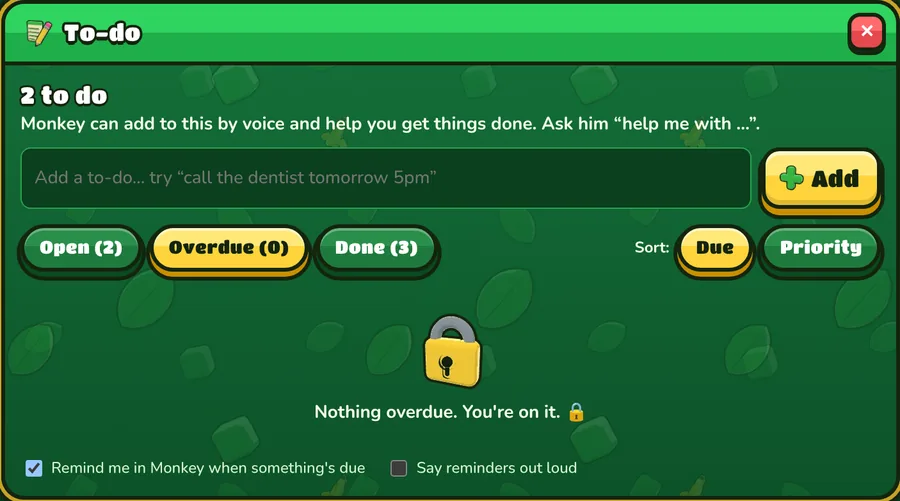 To-do
2 to do
Monkey can add to this by voice and help you get things done. Ask him “help me with ...”.
Add a to-do... try “call the dentist tomorrow 5pm”
Add
Open (2) Overdue (0) Done (3) Sort: Due Priority
Nothing overdue. You're on it. 🔒
Remind me in Monkey when something's due Say reminders out loud